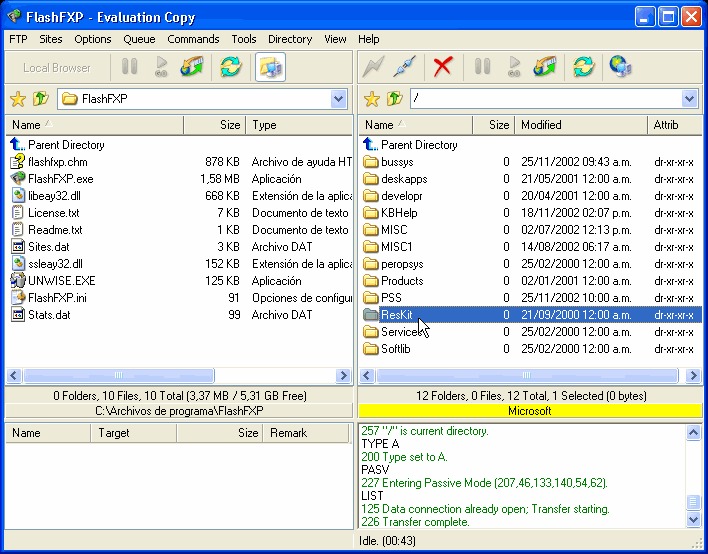 FlashFXP - Evaluation Copy
FTP Sites Options Queue Commands Tools Directory View Help
Local Browser
GO
GO
FlashFXP
/
Name Size Type
Parent Directory
flashfxp.chm 878 KB Archivo de ayuda HT
FlashFXP.exe 1,58 MB Aplicación
libeay32.dll 668 KB Extensión de la aplica
License.txt 7 KB Documento de texto
Readme.txt 1 KB Documento de texto
Sites.dat 3 KB Archivo DAT
ssleay32.dll 152 KB Extensión de la aplica
UNWISE.EXE 125 KB Aplicación
FlashFXP.ini 91 Opciones de configur
Stats.dat 99 Archivo DAT
0 Folders, 10 Files, 10 Total (3,37 MB / 5,31 GB Free)
C:\Archivos de programa\FlashFXP
Name Size Modified Attrib
Parent Directory
bussys 0 25/11/2002 09:43 a.m. dr-xr-xr-x
deskapps 0 21/05/2001 12:00 a.m. dr-xr-xr-x
developr 0 20/04/2001 12:00 a.m. dr-xr-xr-x
KBHelp 0 18/11/2002 02:07 p.m. dr-xr-xr-x
MISC 0 02/07/2002 12:13 p.m. dr-xr-xr-x
MISC1 0 14/08/2002 06:17 a.m. dr-xr-xr-x
peropsys 0 25/02/2000 12:00 a.m. dr-xr-xr-x
Products 0 02/01/2001 12:00 a.m. dr-xr-xr-x
PSS 0 25/11/2002 10:00 a.m. dr-xr-xr-x
ResKit 0 21/09/2000 12:00 a.m. dr-xr-xr-x
Services 0 25/02/2000 12:00 a.m. dr-xr-xr-x
Softlib 0 25/02/2000 12:00 a.m. dr-xr-xr-x
12 Folders, 0 Files, 12 Total, 1 Selected (0 bytes)
Microsoft
Name Target Size Remark
257 "/" is current directory.
TYPE A
200 Type set to A.
PASV
227 Entering Passive Mode (207,46,133,140,54,62).
LIST
125 Data connection already open; Transfer starting.
226 Transfer complete.
Idle. (00:43)